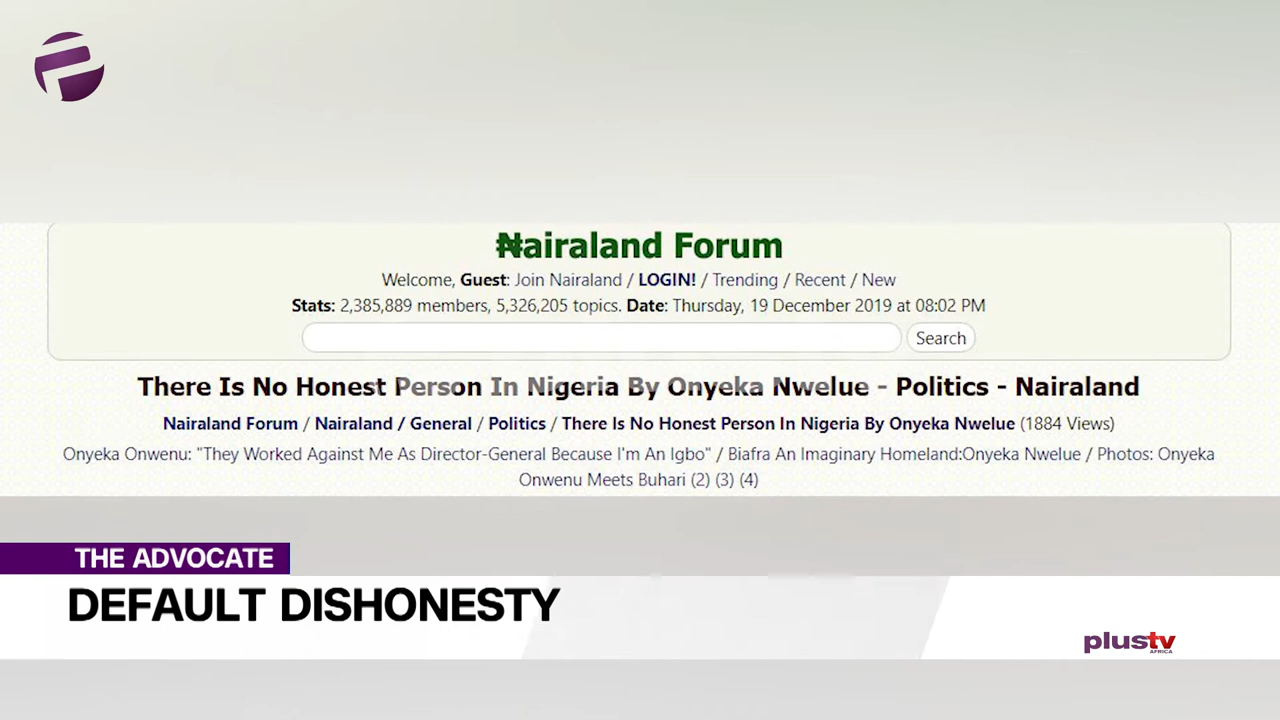 ₦airaland Forum
Welcome, Guest: Join Nairaland / LOGIN! / Trending / Recent / New
Stats: 2,385,889 members, 5,326,205 topics. Date: Thursday, 19 December 2019 at 08:02 PM
Search
There Is No Honest Person In Nigeria By Onyeka Nwelue - Politics - Nairaland
Nairaland Forum / Nairaland / General / Politics / There Is No Honest Person In Nigeria By Onyeka Nwelue (1884 Views)
Onyeka Onwenu: "They Worked Against Me As Director-General Because I'm An Igbo" / Biafra An Imaginary Homeland:Onyeka Nwelue / Photos: Onyeka
Onwenu Meets Buhari (2) (3) (4)
THE ADVOCATE
DEFAULT DISHONESTY
plustv
AFRICA